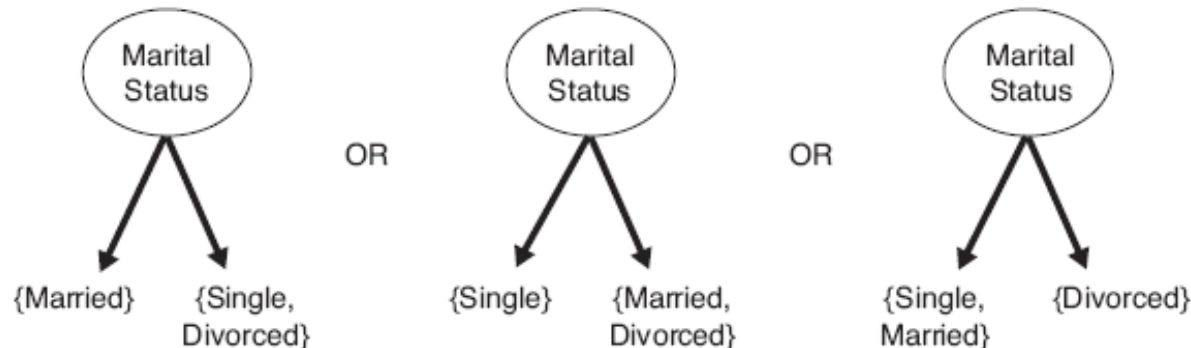 Marital
Status
OR
Marital
Status
OR
Marital
Status
{Married}
{Single,
Divorced}
{Single}
{Married,
Divorced}
{Single,
Married}
{Divorced}